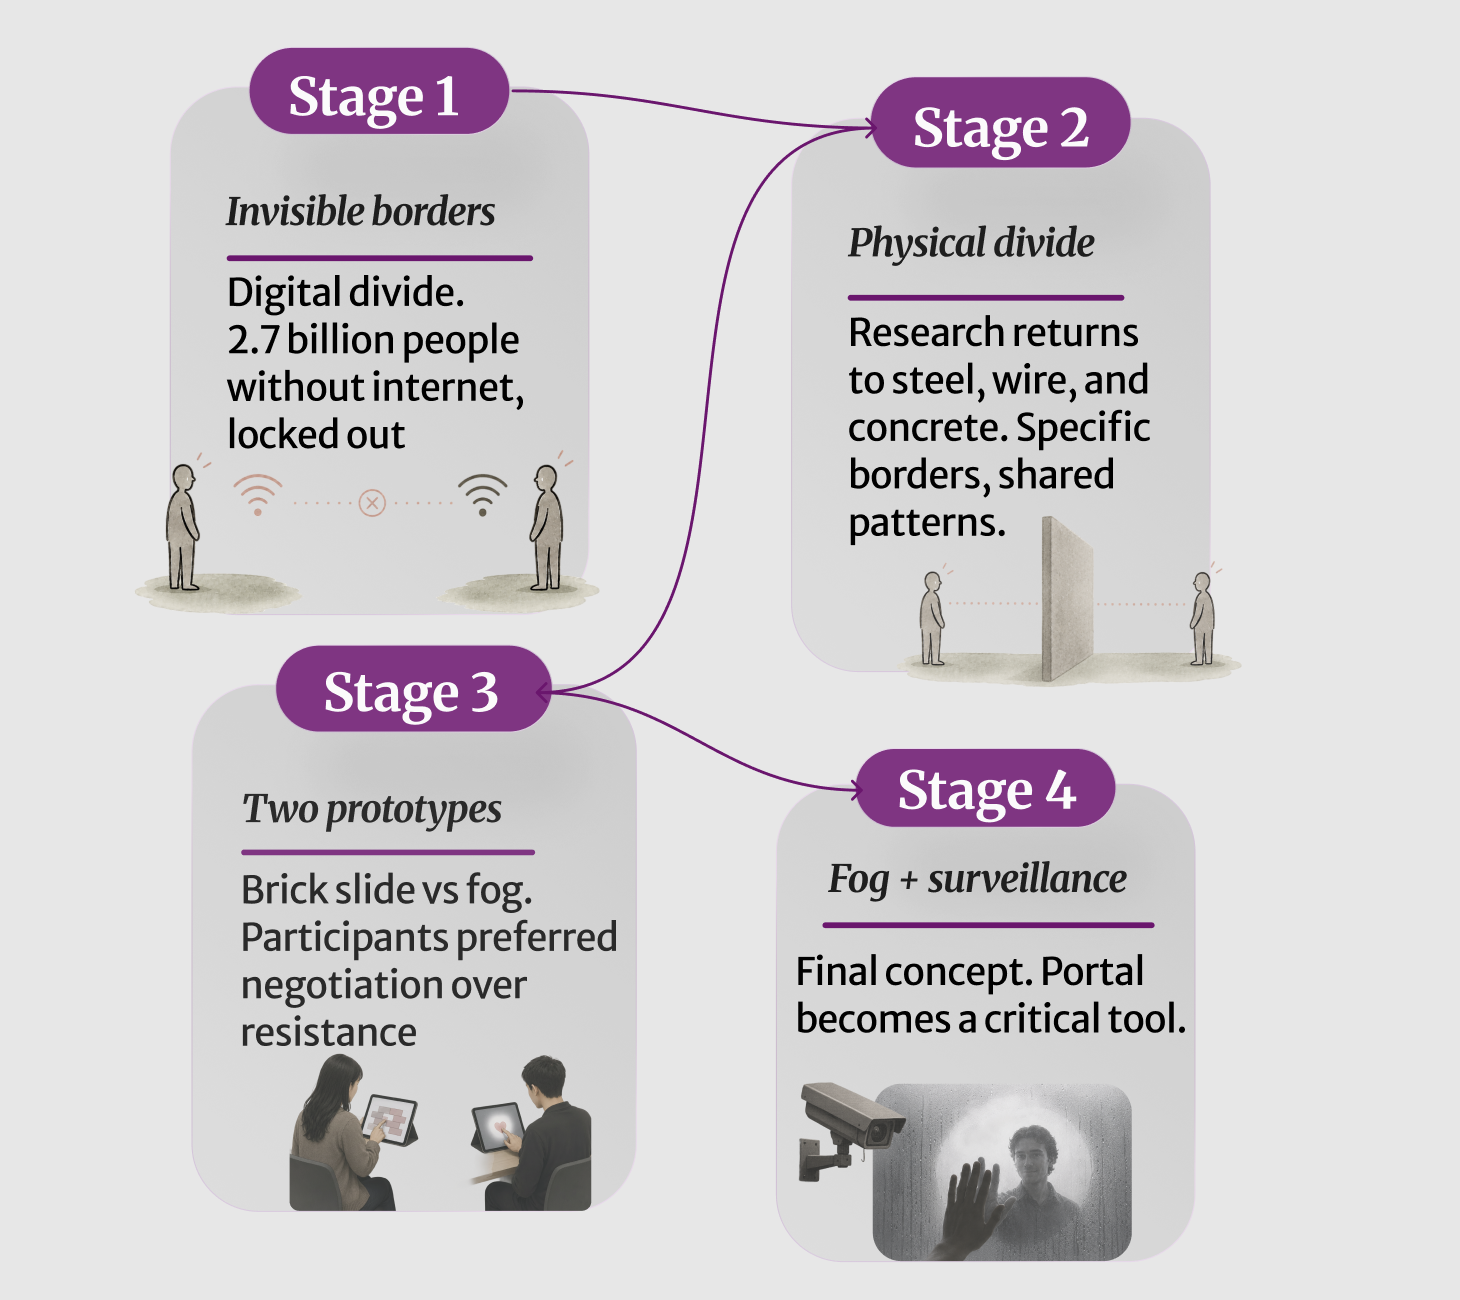 Stage 1
Invisible borders
Digital divide.
2.7 billion people
without internet,
locked out
Stage 2
Physical divide
Research returns
to steel, wire, and
concrete. Specific
borders, shared
patterns.
Stage 3
Two prototypes
Brick slide vs fog.
Participants preferred
negotiation over
resistance
Stage 4
Fog + surveillance
Final concept. Portal
becomes a critical tool.